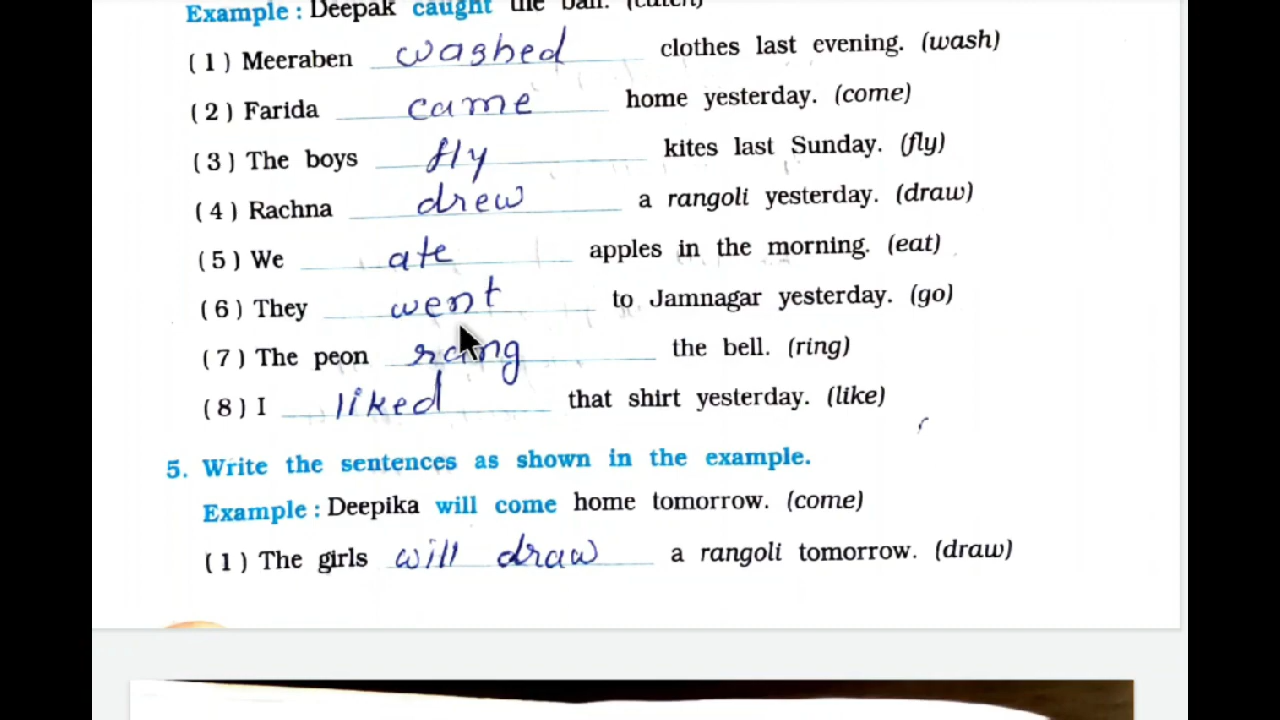 Example : Deepak caught the ball. (catch)
( 1 ) Meeraben washed clothes last evening. (wash)
( 2 ) Farida came home yesterday. (come)
( 3 ) The boys fly kites last Sunday. (fly)
( 4 ) Rachna drew a rangoli yesterday. (draw)
( 5 ) We ate apples in the morning. (eat)
( 6 ) They went to Jamnagar yesterday. (go)
( 7 ) The peon rang the bell. (ring)
( 8 ) I liked that shirt yesterday. (like)
5. Write the sentences as shown in the example.
Example : Deepika will come home tomorrow. (come)
( 1 ) The girls will draw a rangoli tomorrow. (draw)